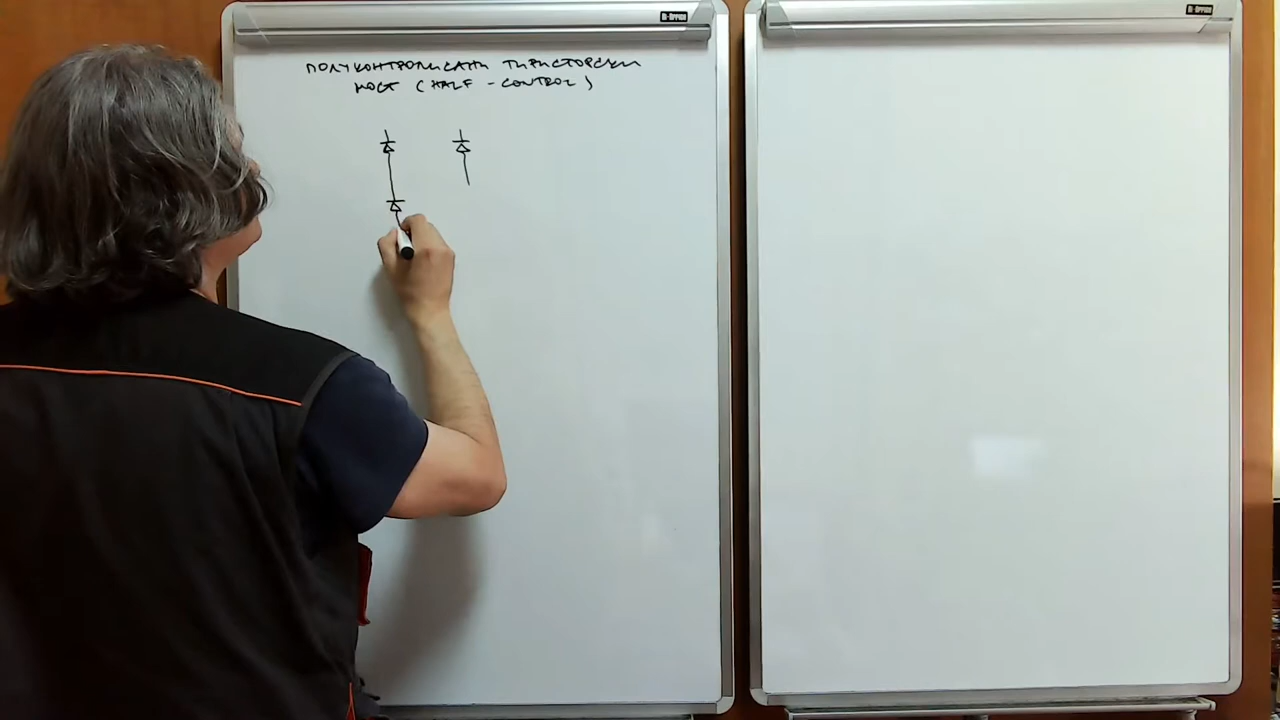 ПОЛУКОНТРОЛИСАНИ ТИРИСТОРСКИ
МОСТ (HALF - CONTROL)